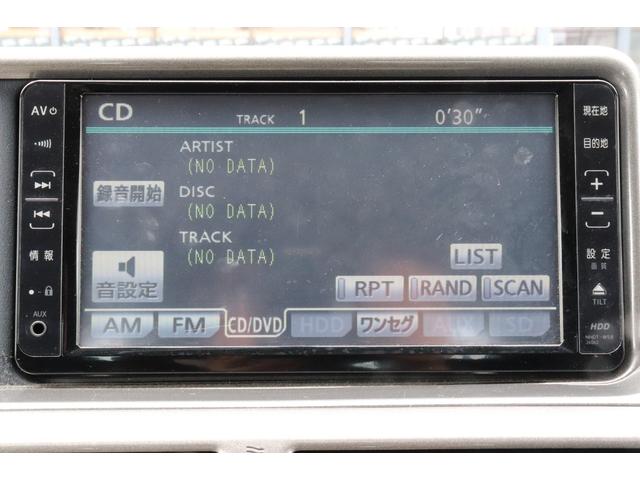 AV
CD
TRACK 1 0'30"
ARTIST
(NO DATA)
録音開始
DISC
(NO DATA)
TRACK
(NO DATA)
LIST
音設定
RPT RAND SCAN
AM FM CD/DVD HDD ワンセグ AUX
情報
AUX
現在地
目的地
+
−
設定
画質
TILT
HDD